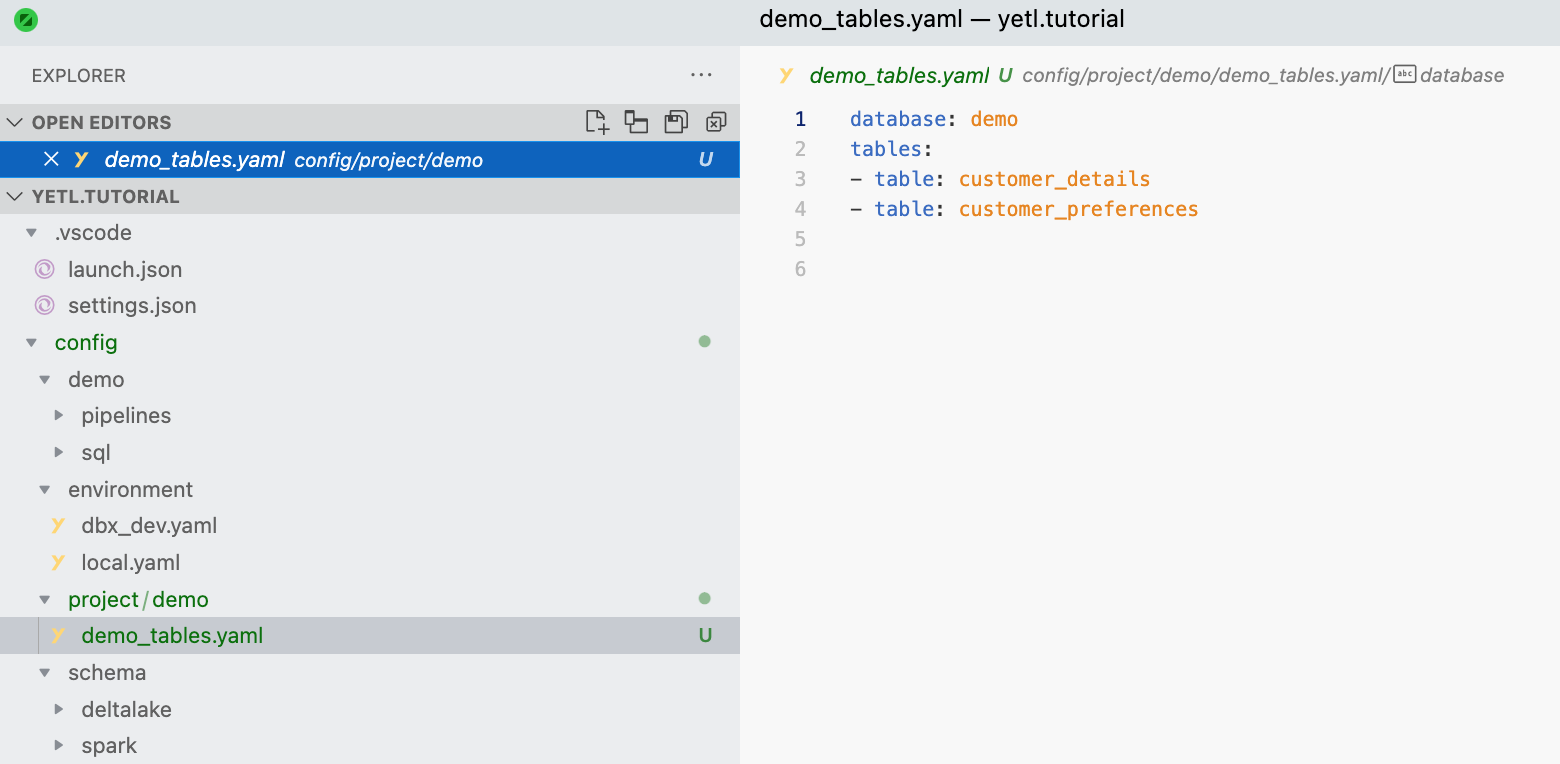 demo_tables.yaml — yetl.tutorial
EXPLORER
OPEN EDITORS
demo_tables.yaml config/project/demo U
YETL.TUTORIAL
.vscode
launch.json
settings.json
config
demo
pipelines
sql
environment
dbx_dev.yaml
local.yaml
project/demo
demo_tables.yaml U
schema
deltalake
spark
demo_tables.yaml U config/project/demo/demo_tables.yaml/ abc database
1 database: demo
2 tables:
3 - table: customer_details
4 - table: customer_preferences
5
6